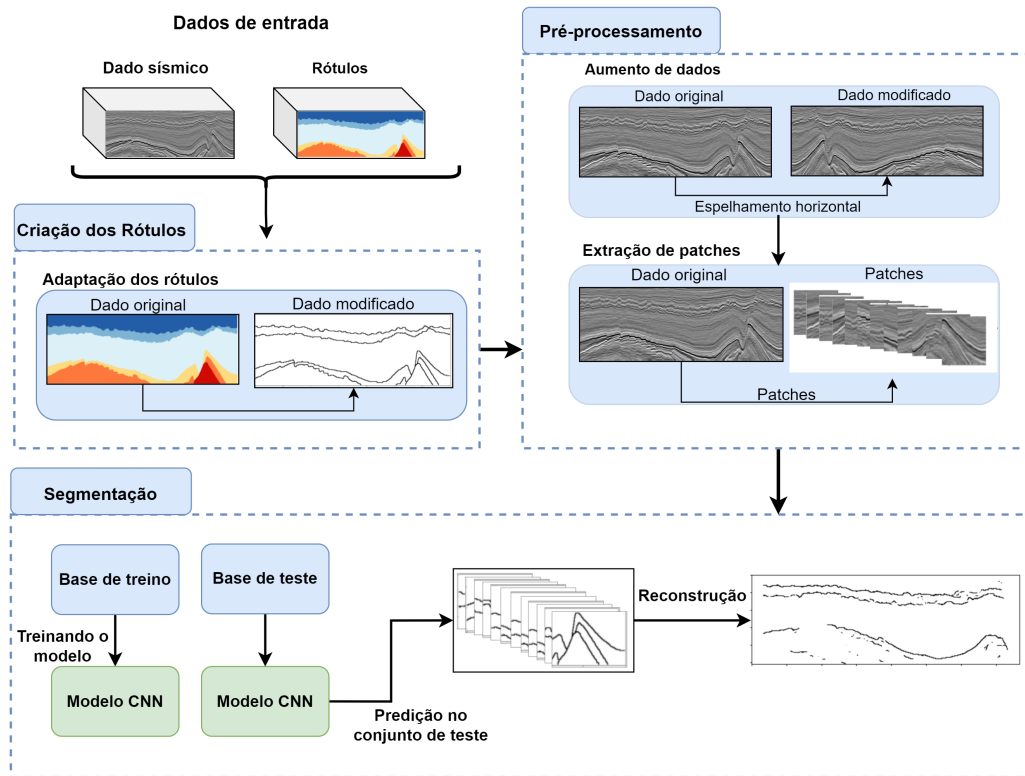 Dados de entrada
Dado sísmico
Rótulos
Criação dos Rótulos
Adaptação dos rótulos
Dado original
Dado modificado
Pré-processamento
Aumento de dados
Dado original
Dado modificado
Espelhamento horizontal
Extração de patches
Dado original
Patches
Patches
Segmentação
Base de treino
Base de teste
Treinando o
modelo
Modelo CNN
Modelo CNN
Predição no
conjunto de teste
Reconstrução